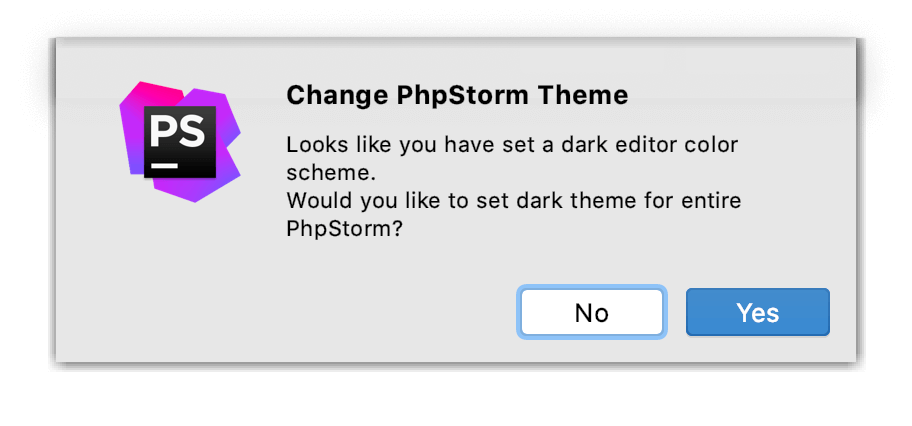 PS
Change PhpStorm Theme
Looks like you have set a dark editor color
scheme.
Would you like to set dark theme for entire
PhpStorm?
No
Yes